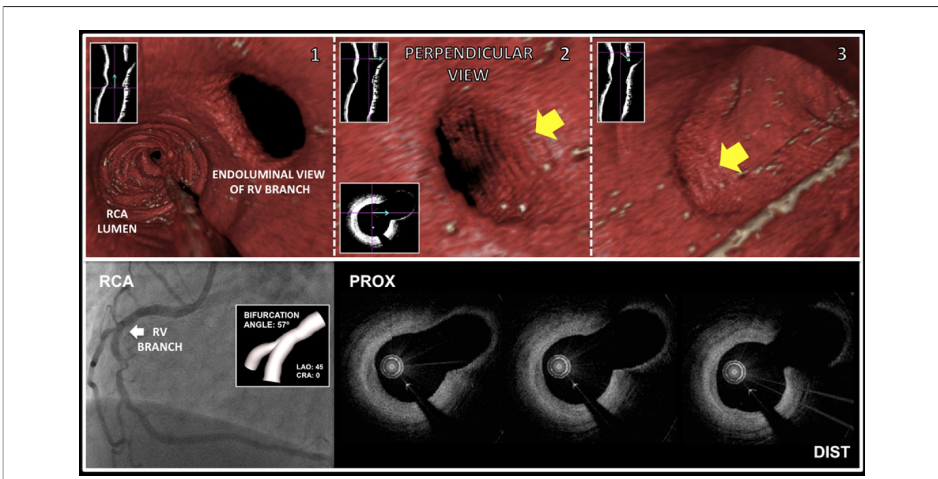 1
ENDOLUMINAL VIEW
OF RV BRANCH
RCA
LUMEN
PERPENDICULAR
VIEW
2
3
RCA
RV
BRANCH
BIFURCATION
ANGLE: 57º
LAO: 45
CRA: 0
PROX
DIST